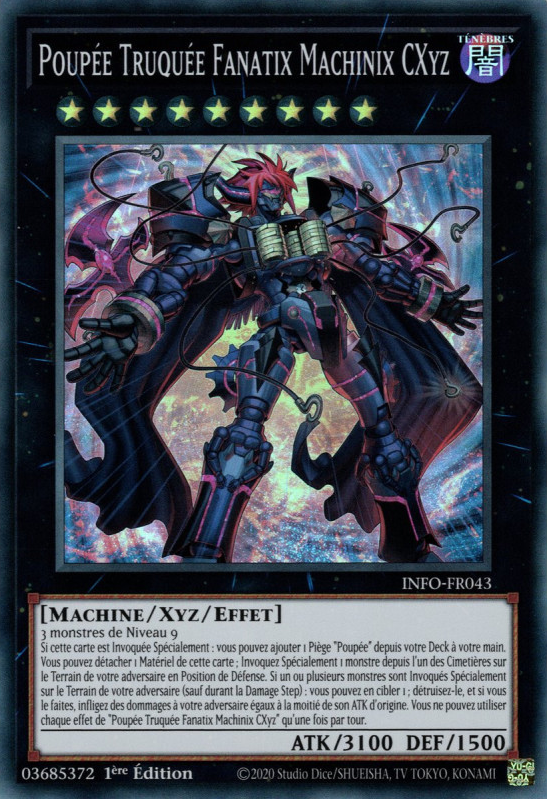 Poupée Truquée Fanatix Machinix CXyz
TÉNÈBRES
闇
INFO-FR043
[Machine/Xyz/Effet]
3 monstres de Niveau 9
Si cette carte est Invoquée Spécialement : vous pouvez ajouter 1 Piège "Poupée" depuis votre Deck à votre main.
Vous pouvez détacher 1 Matériel de cette carte ; Invoquez Spécialement 1 monstre depuis l'un des Cimetières sur
le Terrain de votre adversaire en Position de Défense. Si un ou plusieurs monstres sont Invoqués Spécialement
sur le Terrain de votre adversaire (sauf durant la Damage Step) : vous pouvez en cibler 1 ; détruisez-le, et si vous
le faites, infligez des dommages à votre adversaire égaux à la moitié de son ATK d'origine. Vous ne pouvez utiliser
chaque effet de "Poupée Truquée Fanatix Machinix CXyz" qu'une fois par tour.
ATK/3100 DEF/1500
03685372 1ère Édition ©2020 Studio Dice/SHUEISHA, TV TOKYO, KONAMI